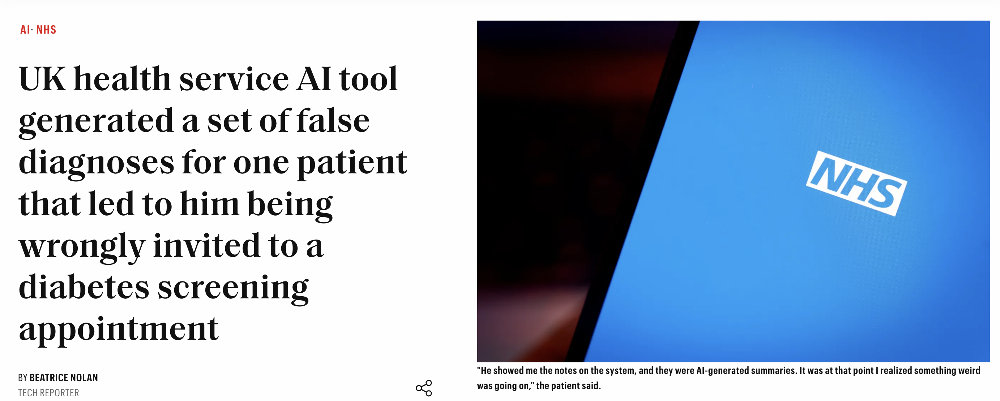 AI· NHS
UK health service AI tool
generated a set of false
diagnoses for one patient
that led to him being
wrongly invited to a
diabetes screening
appointment
BY BEATRICE NOLAN
TECH REPORTER
NHS
"He showed me the notes on the system, and they were AI-generated summaries. It was at that point I realized something weird
was going on," the patient said.